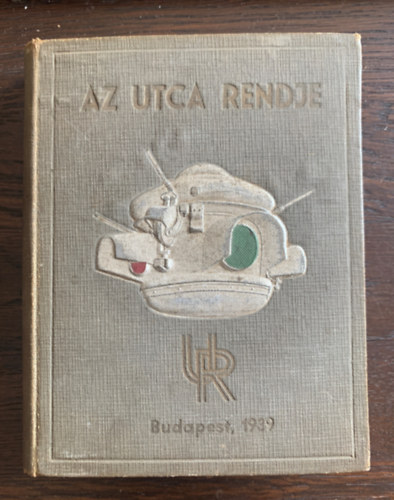 AZ UTCA RENDJE
UR
Budapest, 1939